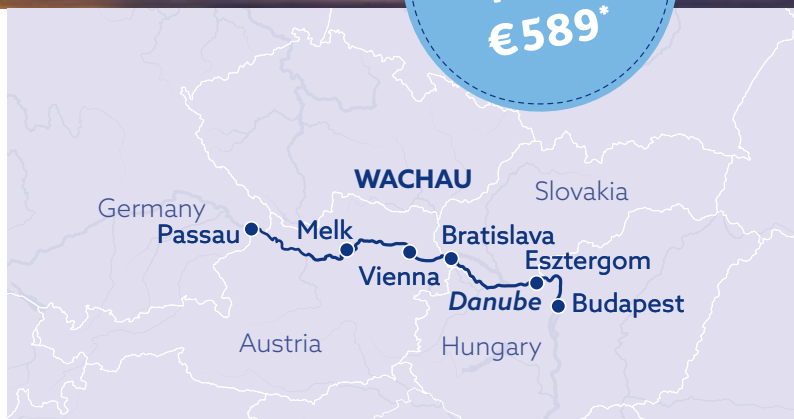 €589*
WACHAU
Slovakia
Germany
Passau
Melk
Bratislava
Vienna
Esztergom
Danube
Budapest
Austria
Hungary